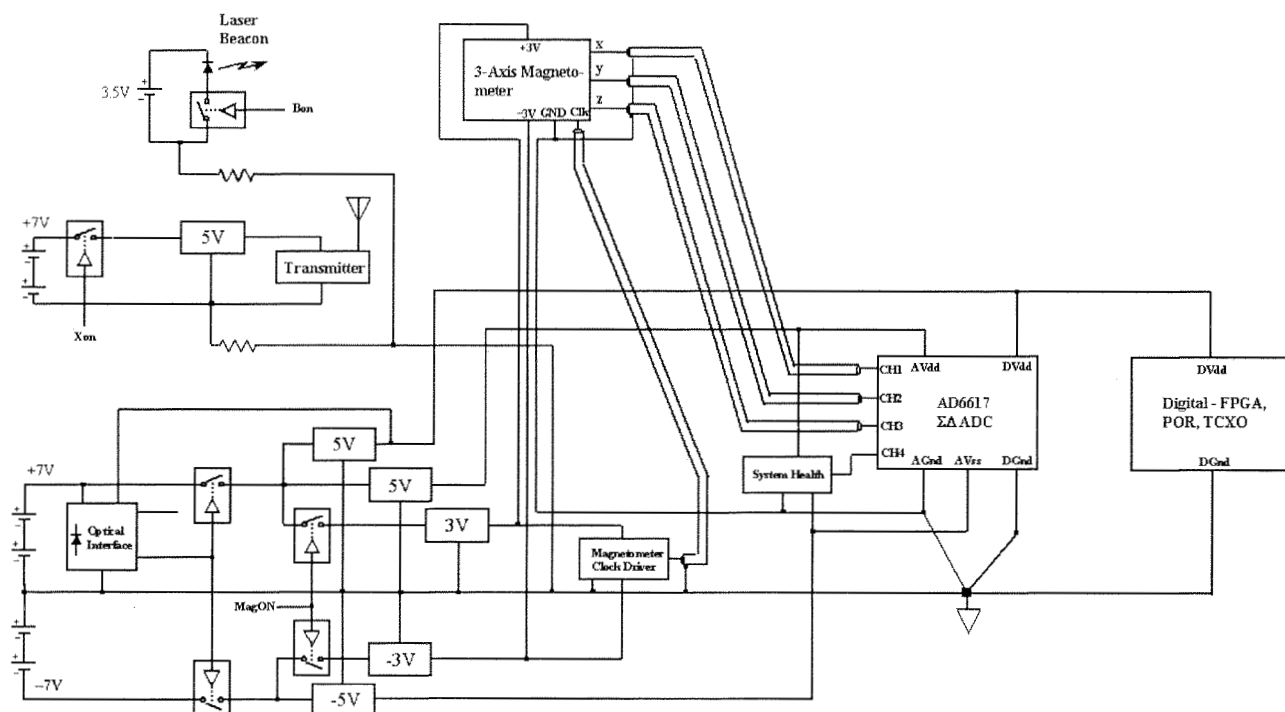 Laser
Beacon
3.5V
Bon
+7V
5V
Transmitter
Xon
+3V
3-Axis Magneto-
meter
-3V GND Clk
x
y
z
CH1
CH2
CH3
CH4
AVdd DVdd
AD6617
ΣΔ ADC
AGnd AVss DGnd
DVdd
Digital - FPGA,
POR, TCXO
DGnd
System Health
+7V
Optical
Interface
5V
5V
3V
Magnetometer
Clock Driver
MagON
-3V
-5V
-7V